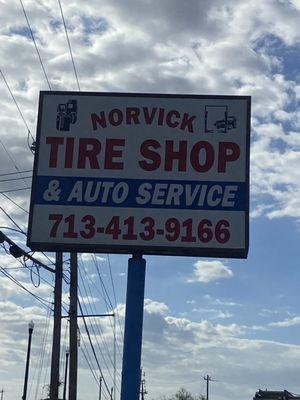 NORVICK
TIRE SHOP
& AUTO SERVICE
713-413-9166